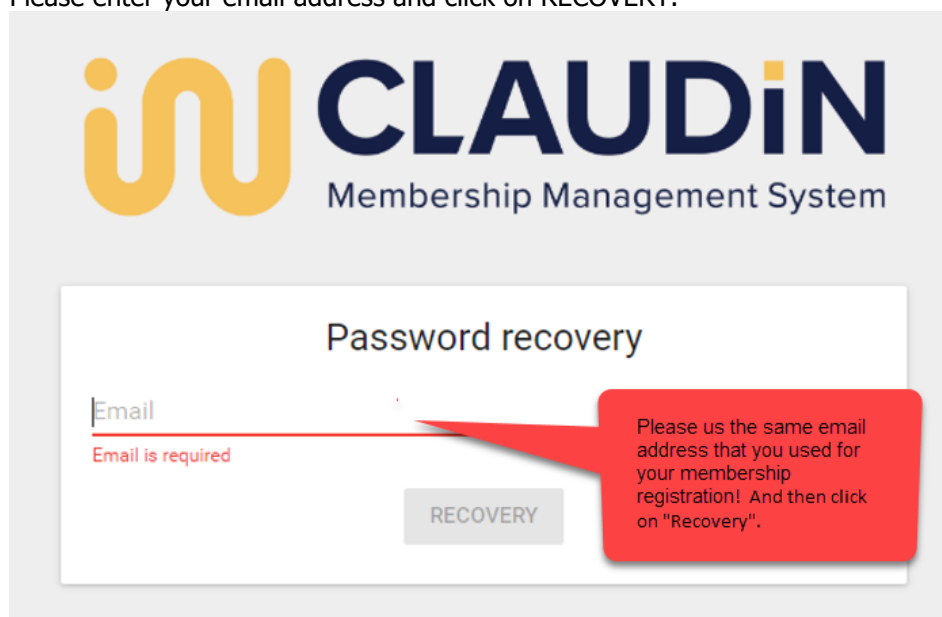 Please enter your email address and click on RECOVERY.
CLAUDiN
Membership Management System
Password recovery
Email
Email is required
RECOVERY
Please us the same email
address that you used for
your membership
registration! And then click
on "Recovery".